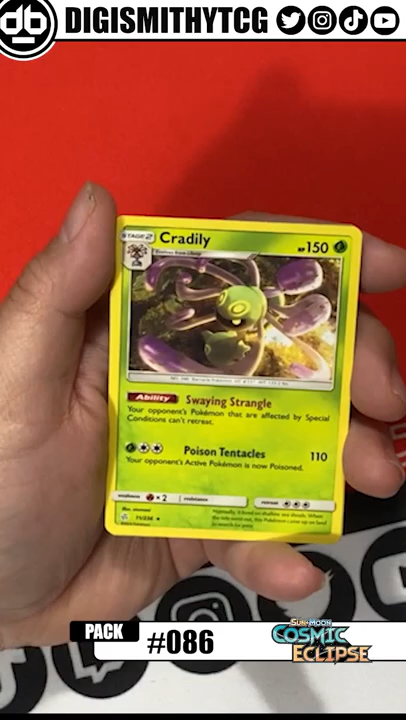 DIGISMITHYTCG
STAGE 2
Cradily
HP 150
Evolves from Lileep
Ability
Swaying Strangle
Your opponent's Pokémon that are affected by Special
Conditions can't retreat.
Poison Tentacles
110
Your opponent's Active Pokémon is now Poisoned.
weakness
× 2
resistance
retreat
11/236
PACK
#086
SUN & MOON
COSMIC
ECLIPSE